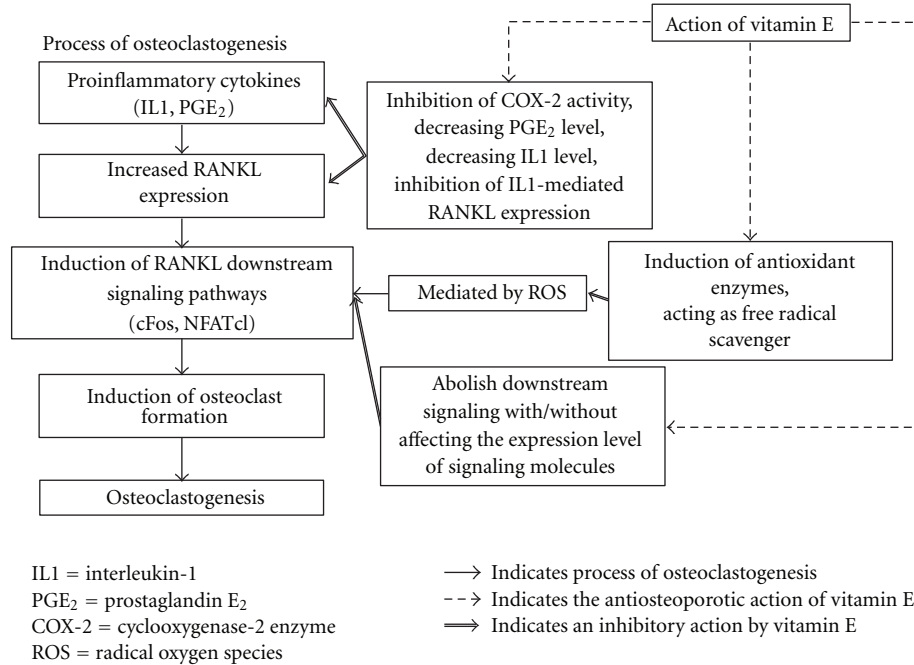 Action of vitamin E
Process of osteoclastogenesis
Proinflammatory cytokines
(IL1, PGE₂)
Increased RANKL
expression
Inhibition of COX-2 activity,
decreasing PGE₂ level,
decreasing IL1 level,
inhibition of IL1-mediated
RANKL expression
Induction of RANKL downstream
signaling pathways
(cFos, NFATcl)
Mediated by ROS
Induction of antioxidant
enzymes,
acting as free radical
scavenger
Induction of osteoclast
formation
Abolish downstream
signaling with/without
affecting the expression level
of signaling molecules
Osteoclastogenesis
IL1 = interleukin-1
PGE₂ = prostaglandin E₂
COX-2 = cyclooxygenase-2 enzyme
ROS = radical oxygen species
Indicates process of osteoclastogenesis
Indicates the antiosteoporotic action of vitamin E
Indicates an inhibitory action by vitamin E